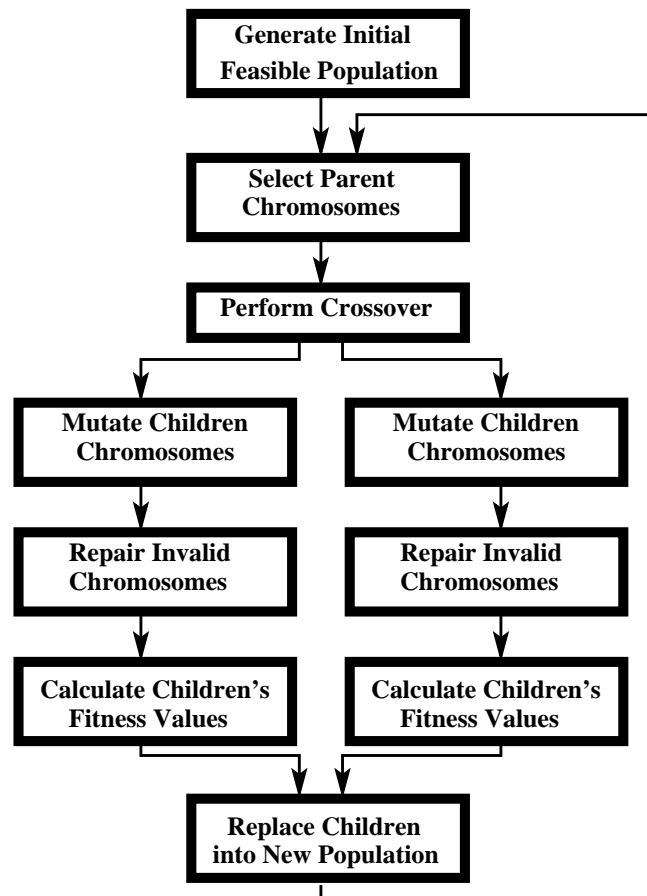 Generate Initial
Feasible Population
Select Parent
Chromosomes
Perform Crossover
Mutate Children
Chromosomes
Mutate Children
Chromosomes
Repair Invalid
Chromosomes
Repair Invalid
Chromosomes
Calculate Children's
Fitness Values
Calculate Children's
Fitness Values
Replace Children
into New Population